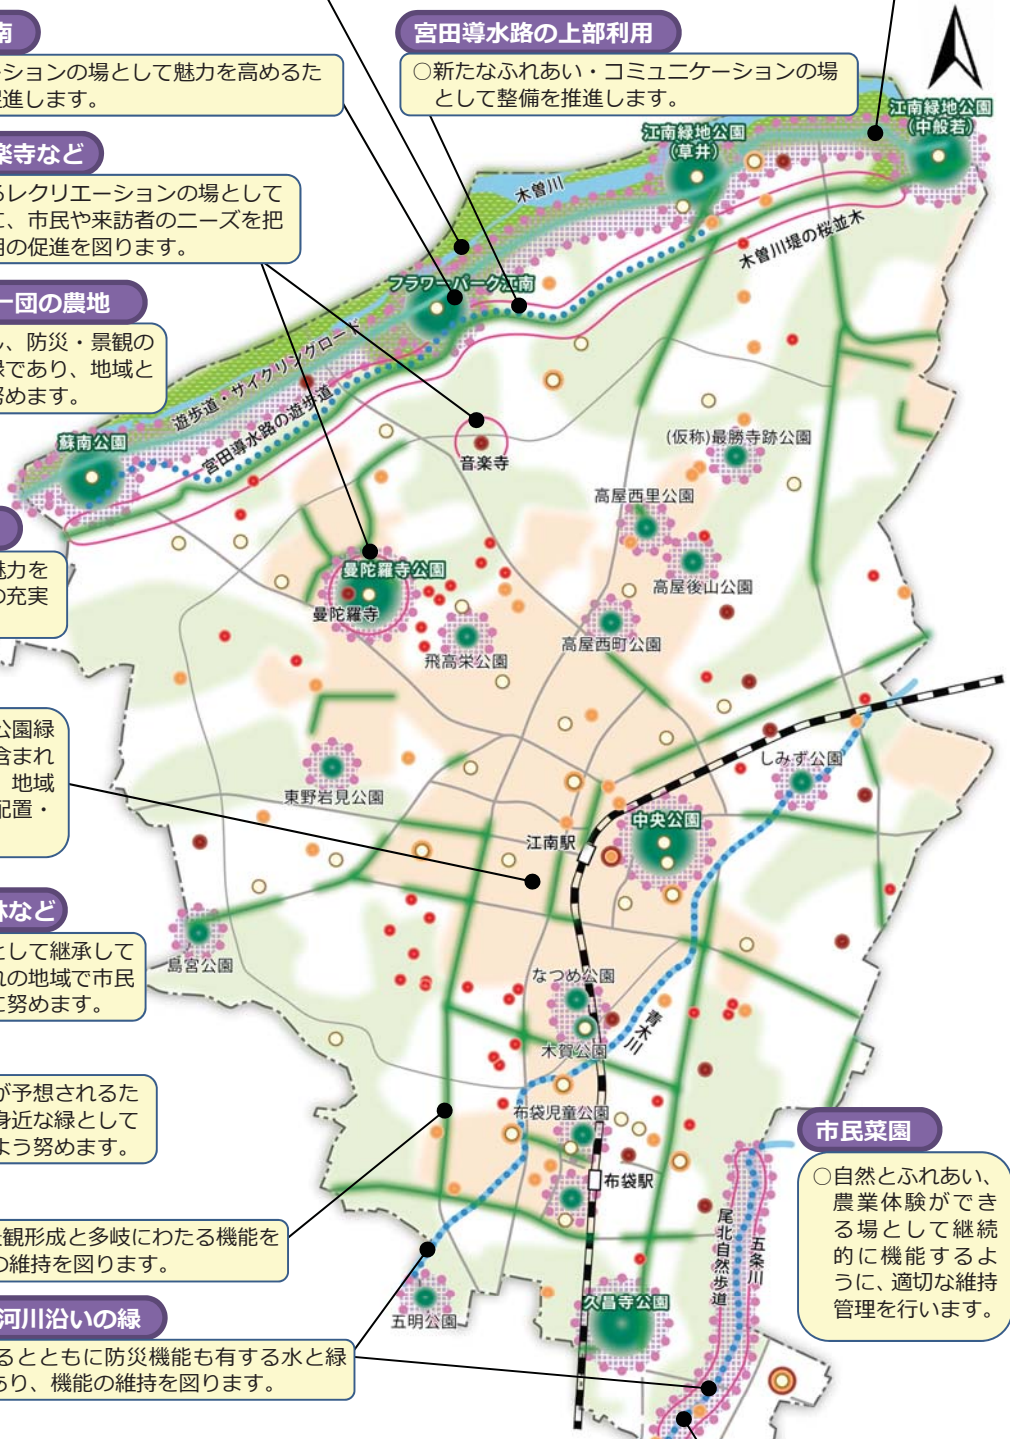 南
宮田導水路の上部利用
ーションの場として魅力を高めるた
促進します。
○新たなふれあい・コミュニケーションの場
として整備を推進します。
江南緑地公園
(中般若)
江南緑地公園
(草井)
楽寺など
るレクリエーションの場として
に、市民や来訪者のニーズを把
用の促進を図ります。
木曽川
木曽川堤の桜並木
フラワーパーク江南
一団の農地
し、防災・景観の
緑であり、地域と
努めます。
遊歩道・サイクリングロード
宮田導水路の遊歩道
蘇南公園
音楽寺
(仮称)最勝寺跡公園
高屋西里公園
魅力を
の充実
曼陀羅寺公園
曼陀羅寺
高屋後山公園
飛高栄公園
高屋西町公園
公園緑
含まれ
地域
配置・
東野岩見公園
しみず公園
中央公園
江南駅
林など
として継承して
れの地域で市民
に努めます。
島宮公園
なつめ公園
青木川
木賀公園
が予想されるた
身近な緑として
よう努めます。
布袋児童公園
市民菜園
○自然とふれあい、
農業体験ができ
る場として継続
的に機能するよ
うに、適切な維持
管理を行います。
布袋駅
尾北自然歩道
五条川
景観形成と多岐にわたる機能を
の維持を図ります。
河川沿いの緑
五明公園
久昌寺公園
るとともに防災機能も有する水と緑
あり、機能の維持を図ります。